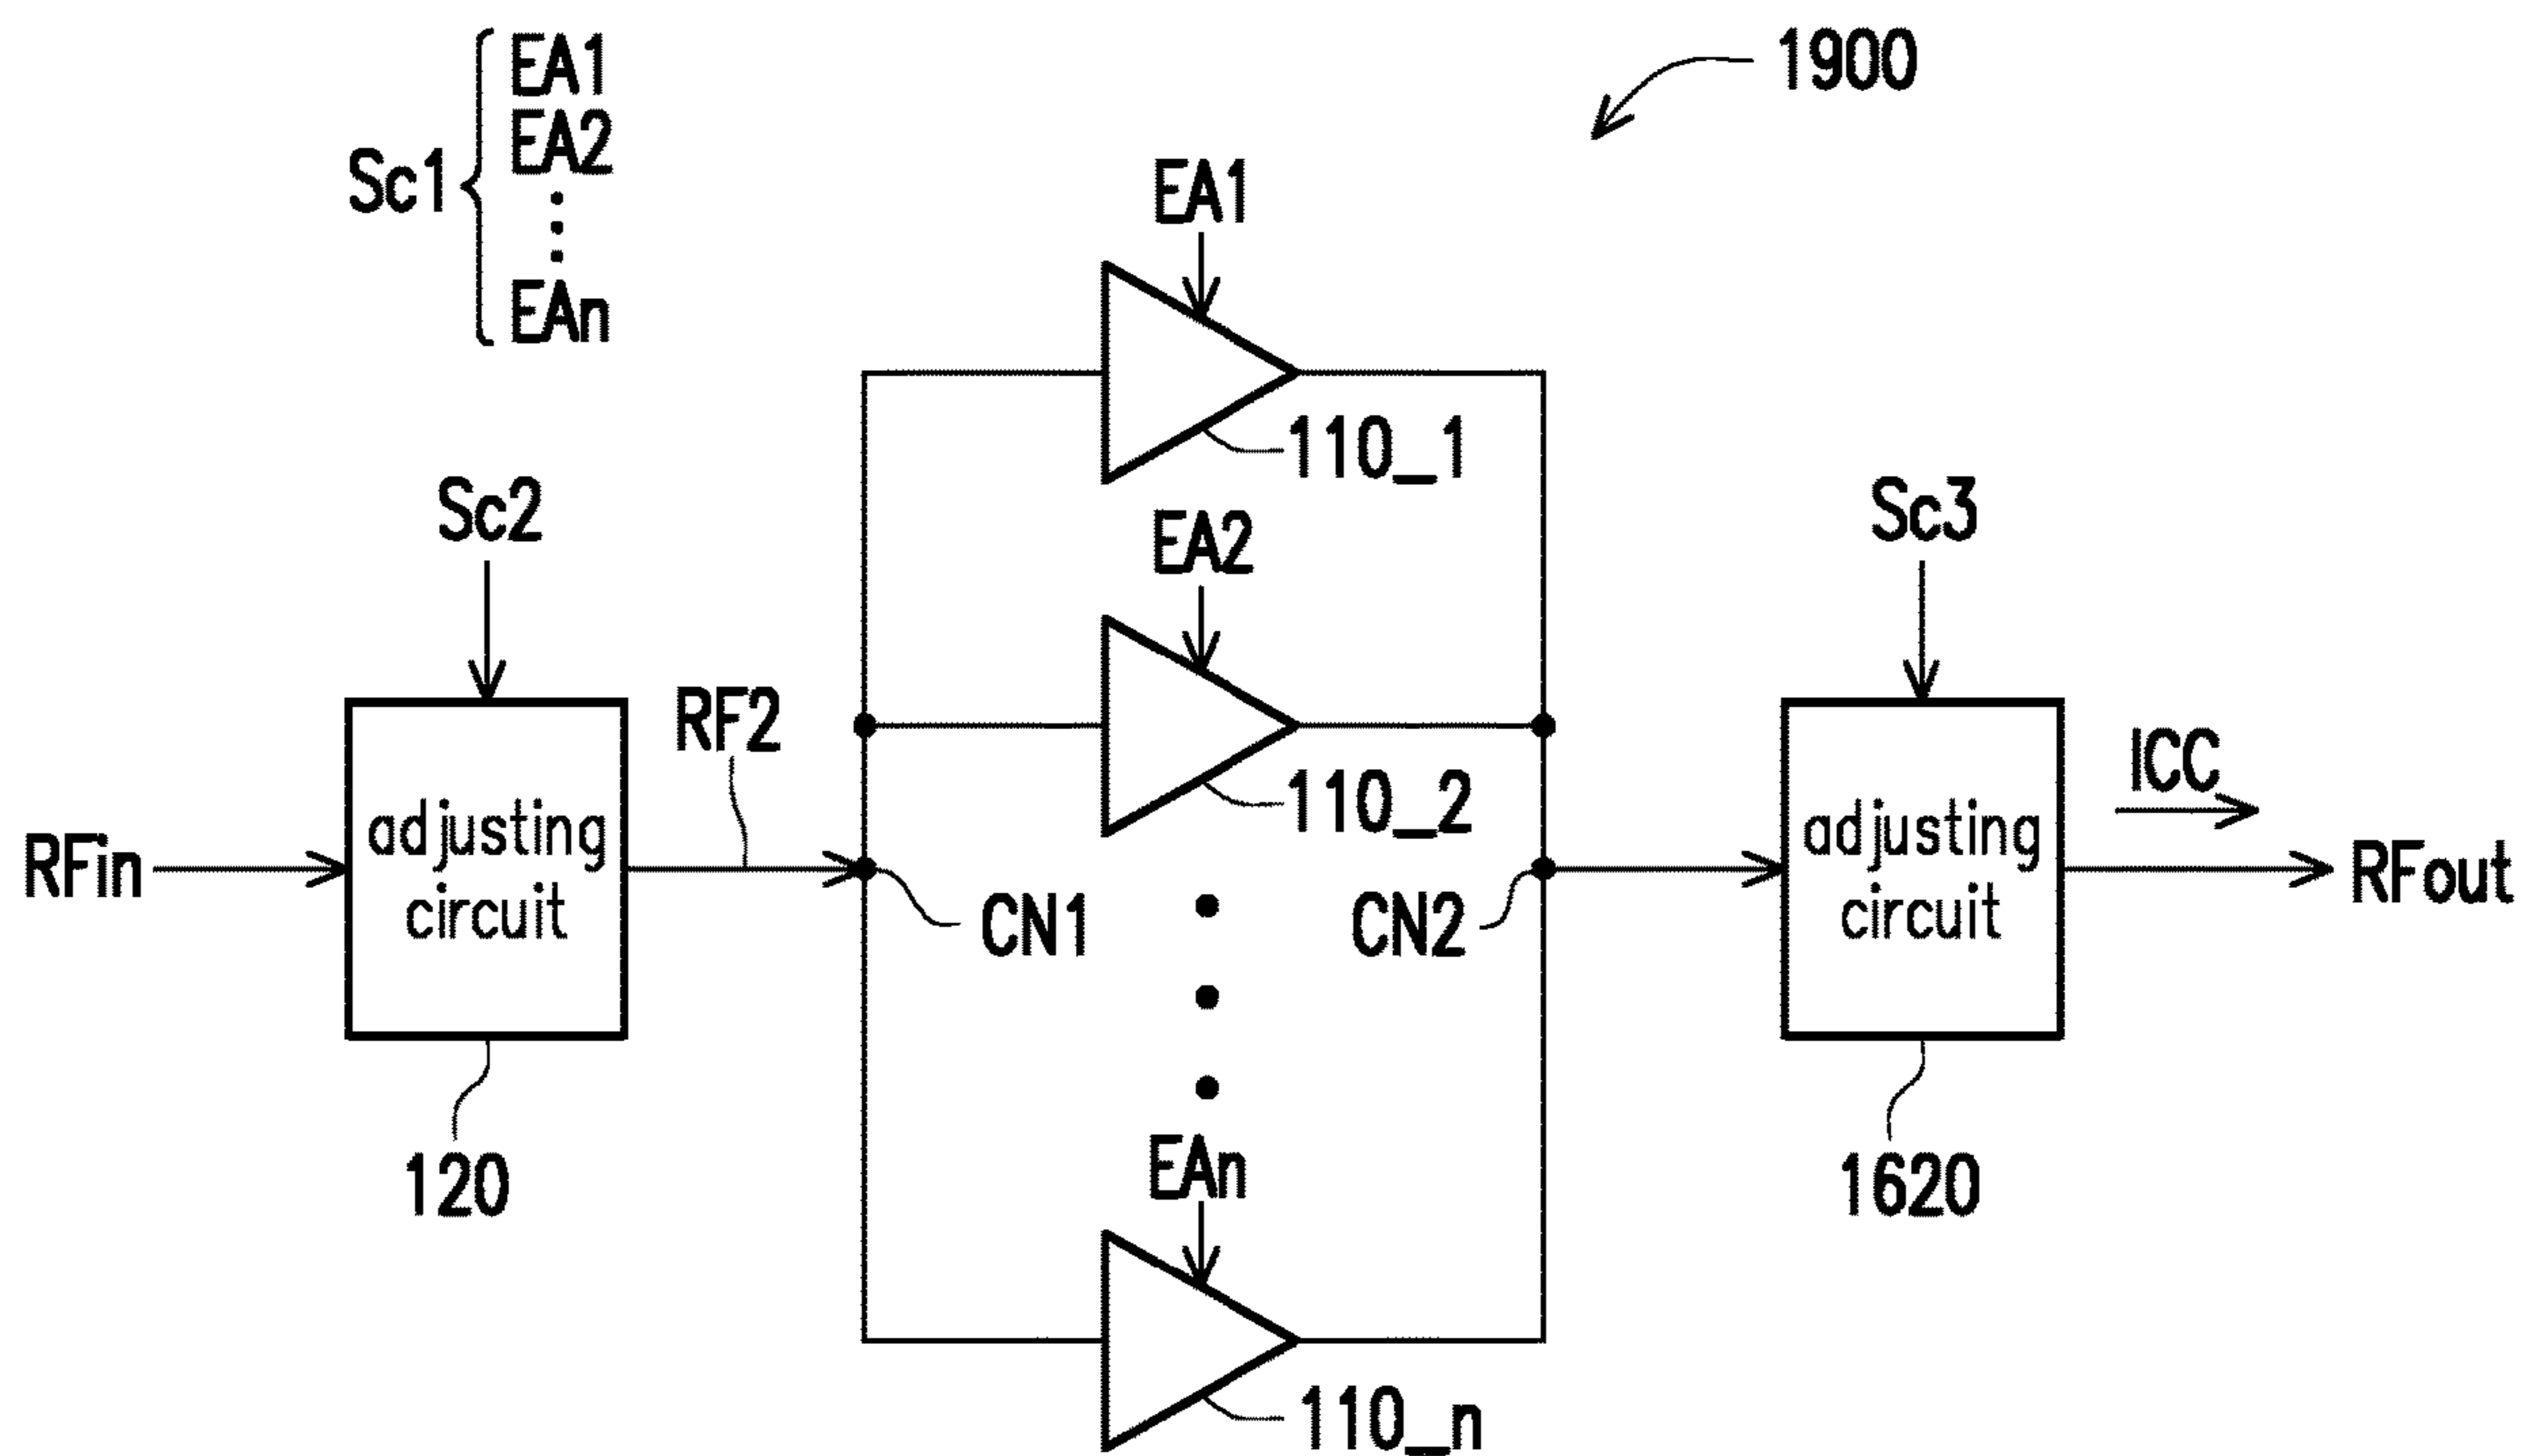 EA1
EA2
Sc1
EAn
1900
EA1
110_1
Sc2
EA2
Sc3
RF2
110_2
ICC
RFin
adjusting
circuit
CN1
CN2
adjusting
circuit
RFout
120
EAn
1620
110_n